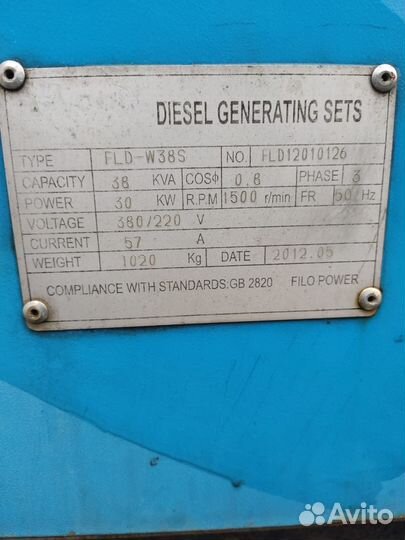 DIESEL GENERATING SETS
TYPE FLD-W38S NO. FLD12010126
CAPACITY 38 KVA COSΦ 0.8 PHASE 3
POWER 30 KW R.P.M 1500 r/min FR 50 Hz
VOLTAGE 380/220 V
CURRENT 57 A
WEIGHT 1020 Kg DATE 2012.05
COMPLIANCE WITH STANDARDS:GB 2820 FILO POWER
Avito